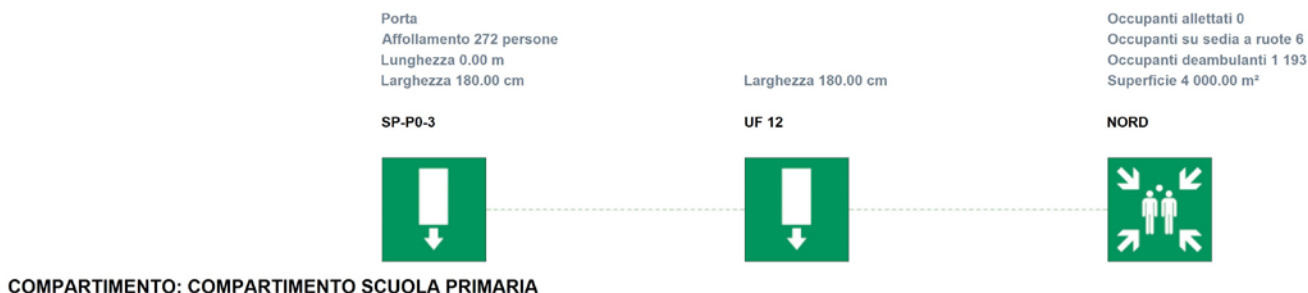 Porta
Affollamento 272 persone
Lunghezza 0.00 m
Larghezza 180.00 cm
SP-P0-3
Larghezza 180.00 cm
UF 12
Occupanti allettati 0
Occupanti su sedia a ruote 6
Occupanti deambulanti 1 193
Superficie 4 000.00 m²
NORD
COMPARTIMENTO: COMPARTIMENTO SCUOLA PRIMARIA